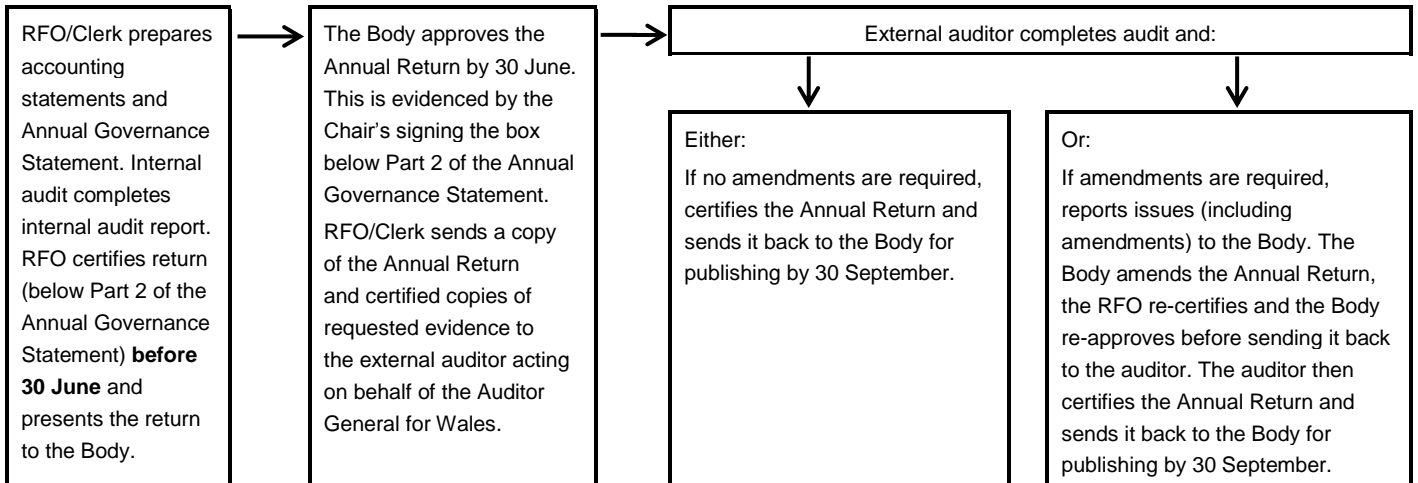 RFO/Clerk prepares
accounting
statements and
Annual Governance
Statement. Internal
audit completes
internal audit report.
RFO certifies return
(below Part 2 of the
Annual Governance
Statement) before
30 June and
presents the return
to the Body.
The Body approves the
Annual Return by 30 June.
This is evidenced by the
Chair's signing the box
below Part 2 of the Annual
Governance Statement.
RFO/Clerk sends a copy
of the Annual Return
and certified copies of
requested evidence to
the external auditor acting
on behalf of the Auditor
General for Wales.
External auditor completes audit and:
Either:
If no amendments are required,
certifies the Annual Return and
sends it back to the Body for
publishing by 30 September.
Or:
If amendments are required,
reports issues (including
amendments) to the Body. The
Body amends the Annual Return,
the RFO re-certifies and the Body
re-approves before sending it back
to the auditor. The auditor then
certifies the Annual Return and
sends it back to the Body for
publishing by 30 September.